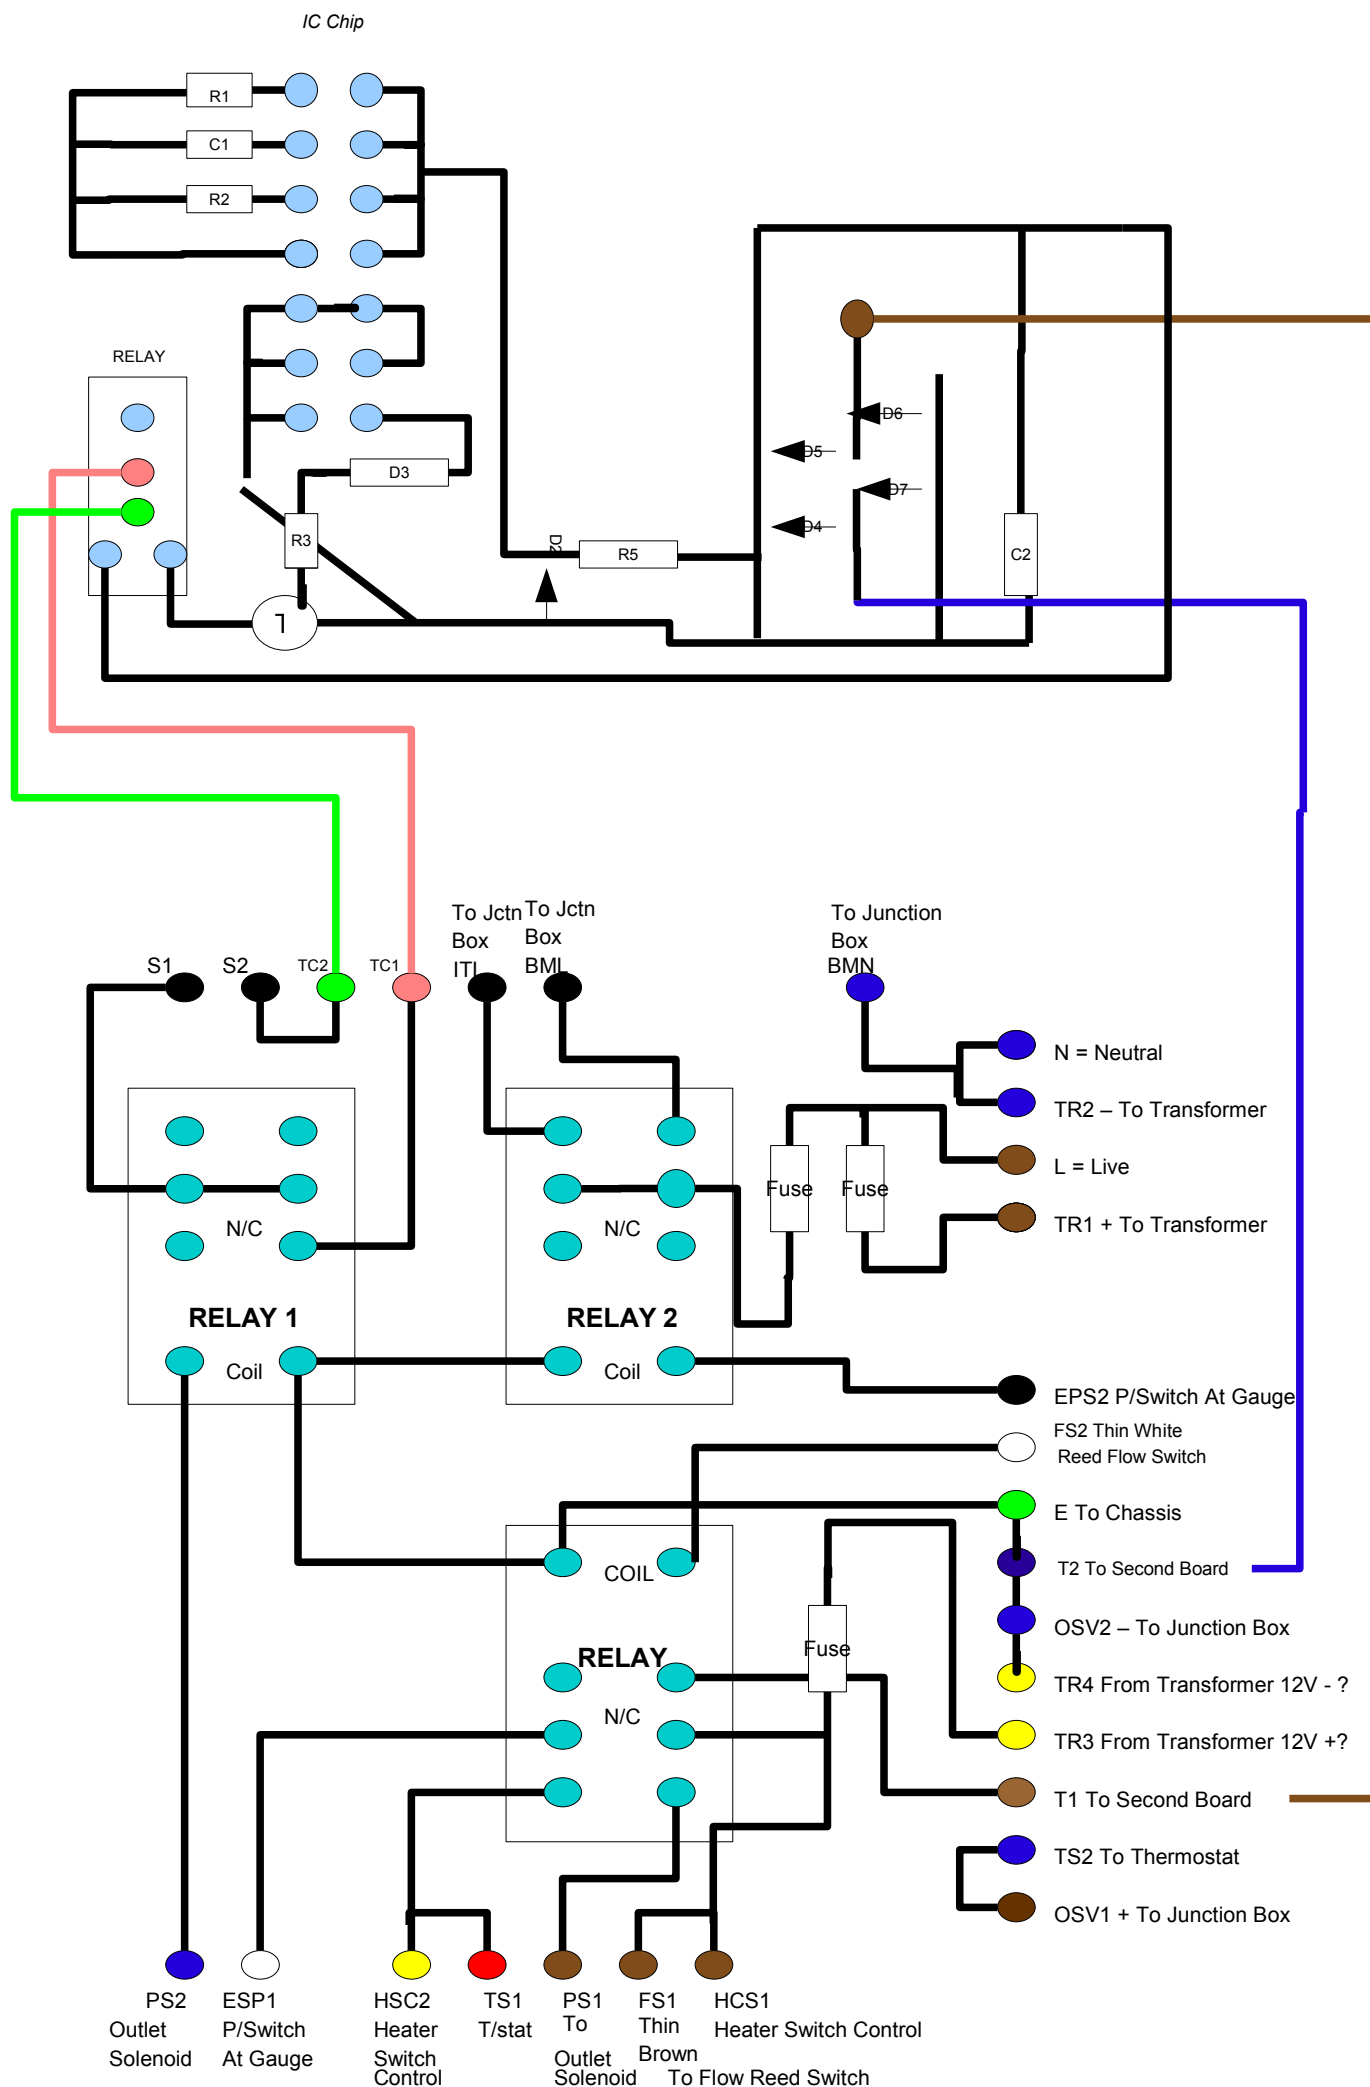 IC Chip
R1
C1
R2
RELAY
D3
R3
D2
R5
D6
D5
D7
D4
C2
1
To Jctn
Box
ITL
To Jctn
Box
BML
To Junction
Box
BMN
S1
S2
TC2
TC1
N = Neutral
TR2 – To Transformer
L = Live
TR1 + To Transformer
Fuse
Fuse
N/C
N/C
RELAY 1
RELAY 2
Coil
Coil
EPS2 P/Switch At Gauge
FS2 Thin White
Reed Flow Switch
E To Chassis
COIL
T2 To Second Board
OSV2 – To Junction Box
Fuse
RELAY
TR4 From Transformer 12V - ?
N/C
TR3 From Transformer 12V +?
T1 To Second Board
TS2 To Thermostat
OSV1 + To Junction Box
PS2
Outlet
Solenoid
ESP1
P/Switch
At Gauge
HSC2
Heater
Switch
Control
TS1
T/stat
PS1
To
Outlet
Solenoid
FS1
Thin
Brown
To Flow Reed Switch
HCS1
Heater Switch Control